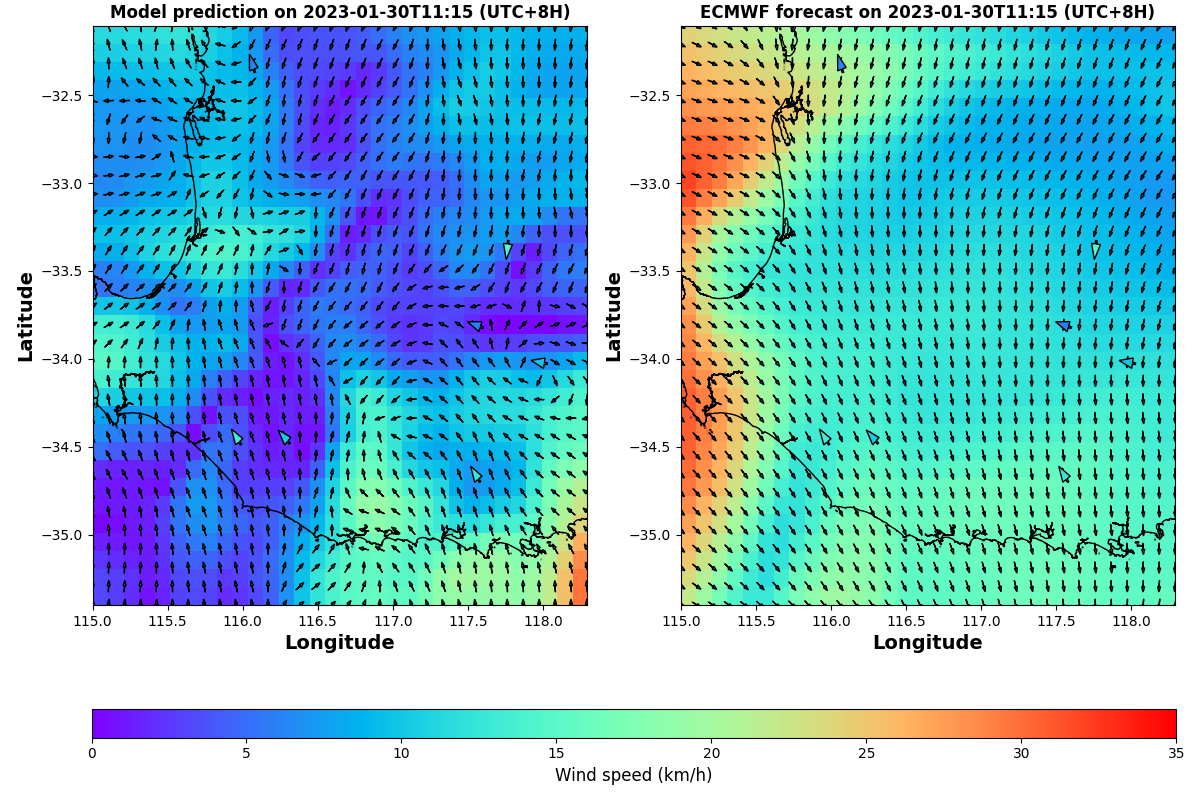 Model prediction on 2023-01-30T11:15 (UTC+8H)
ECMWF forecast on 2023-01-30T11:15 (UTC+8H)
−32.5
−33.0
−33.5
−34.0
−34.5
−35.0
Latitude
115.0 115.5 116.0 116.5 117.0 117.5 118.0
Longitude
−32.5
−33.0
−33.5
−34.0
−34.5
−35.0
Latitude
115.0 115.5 116.0 116.5 117.0 117.5 118.0
Longitude
0 5 10 15 20 25 30 35
Wind speed (km/h)